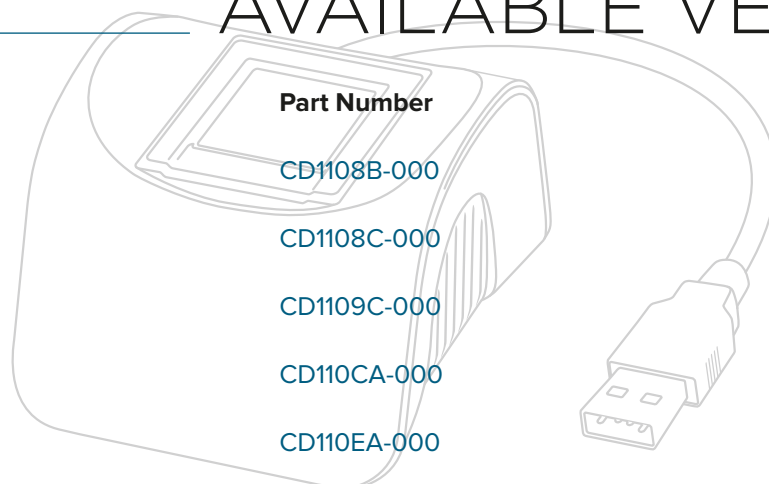 AVAILABLE VE
Part Number
CD1108B-000
CD1108C-000
CD1109C-000
CD110CA-000
CD110EA-000